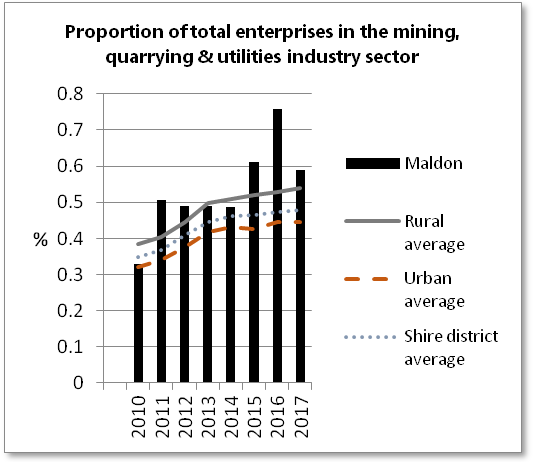 Proportion of total enterprises in the mining,
quarrying & utilities industry sector
0.8
0.7
0.6
0.5
0.4
0.3
0.2
0.1
0
%
2010
2011
2012
2013
2014
2015
2016
2017
Maldon
Rural
average
Urban
average
Shire district
average